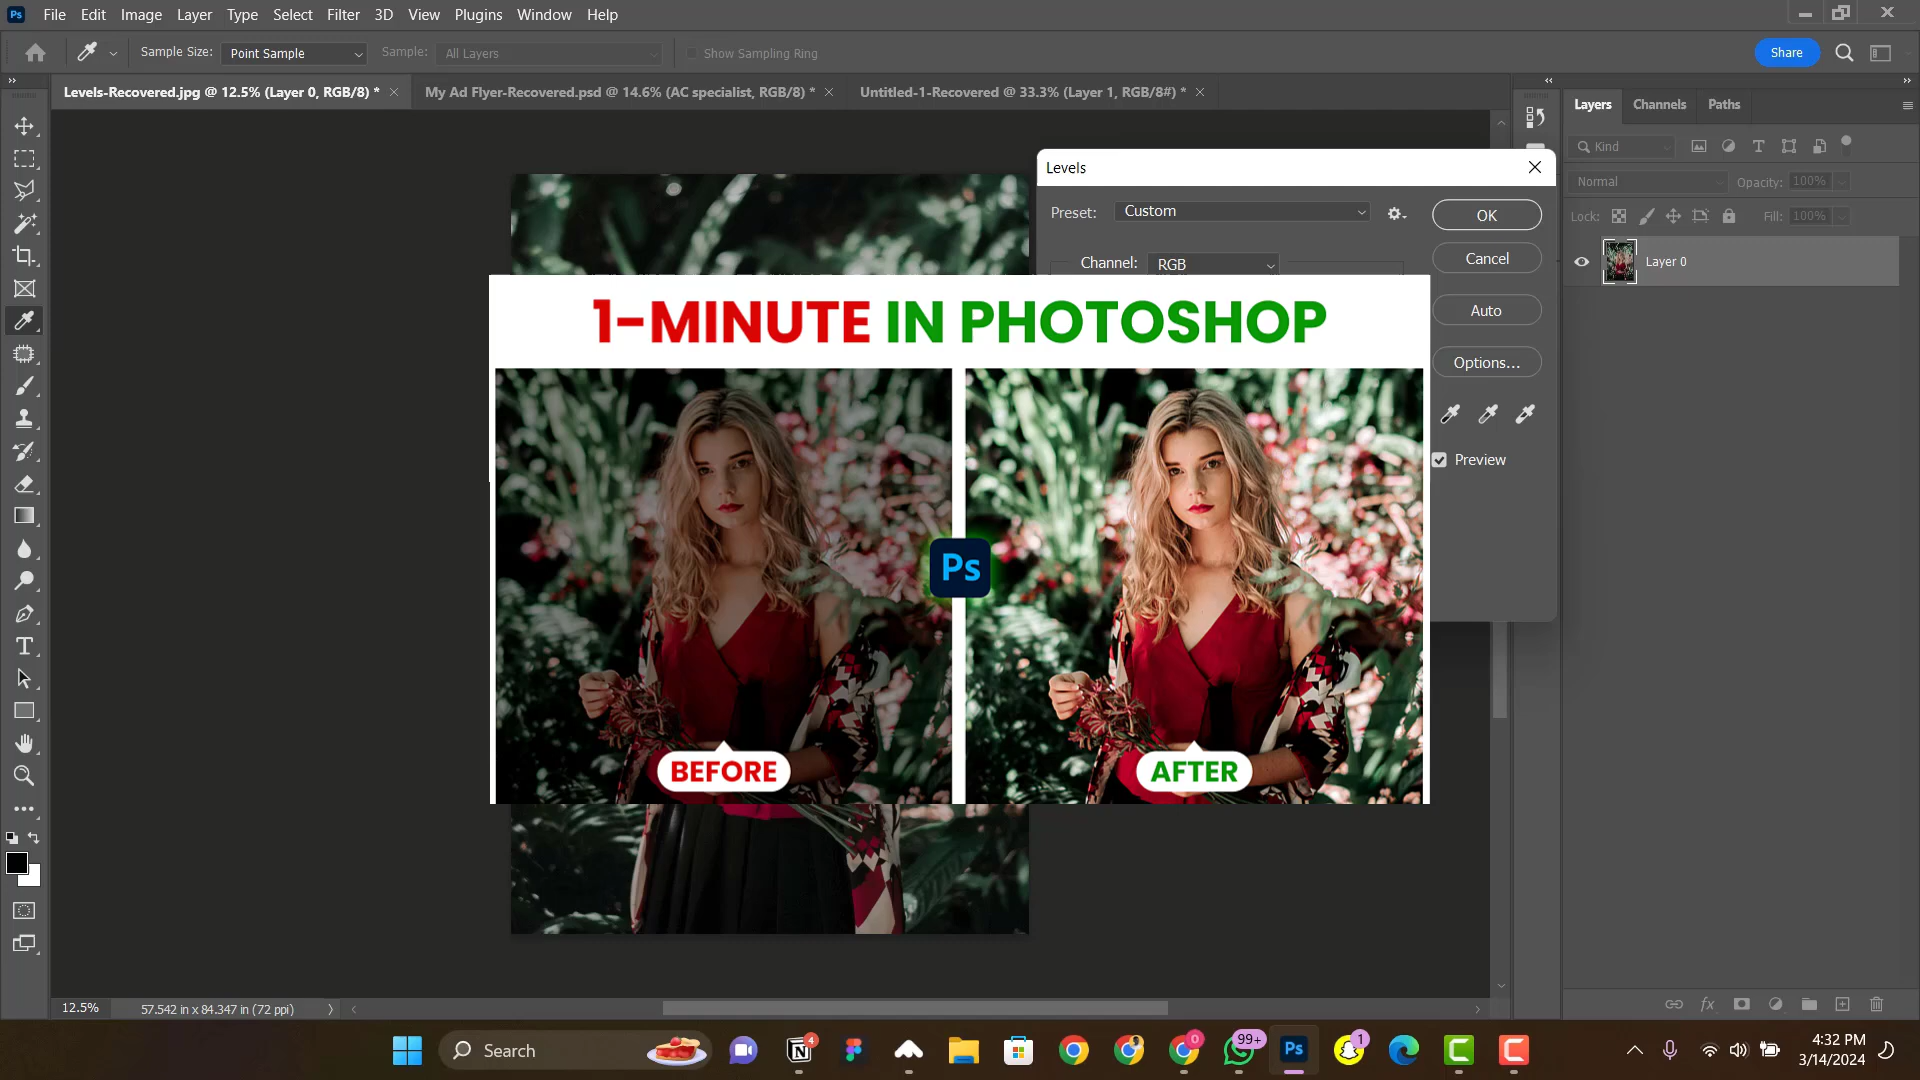 Ps File Edit Image Layer Type Select Filter 3D View Plugins Window Help
Sample Size: Point Sample Sample: All Layers Show Sampling Ring Share
Levels-Recovered.jpg @ 12.5% (Layer 0, RGB/8) * My Ad Flyer-Recovered.psd @ 14.6% (AC specialist, RGB/8) * Untitled-1-Recovered @ 33.3% (Layer 1, RGB/8#) *
Layers Channels Paths
Kind
Normal Opacity: 100%
Lock: Fill: 100%
Layer 0
Levels
Preset: Custom
OK
Channel: RGB
Cancel
Auto
Options...
Preview
1-MINUTE IN PHOTOSHOP
Ps
BEFORE
AFTER
12.5% 57.542 in x 84.347 in (72 ppi)
Search
4
0
99+
Ps
1
4:32 PM
3/14/2024